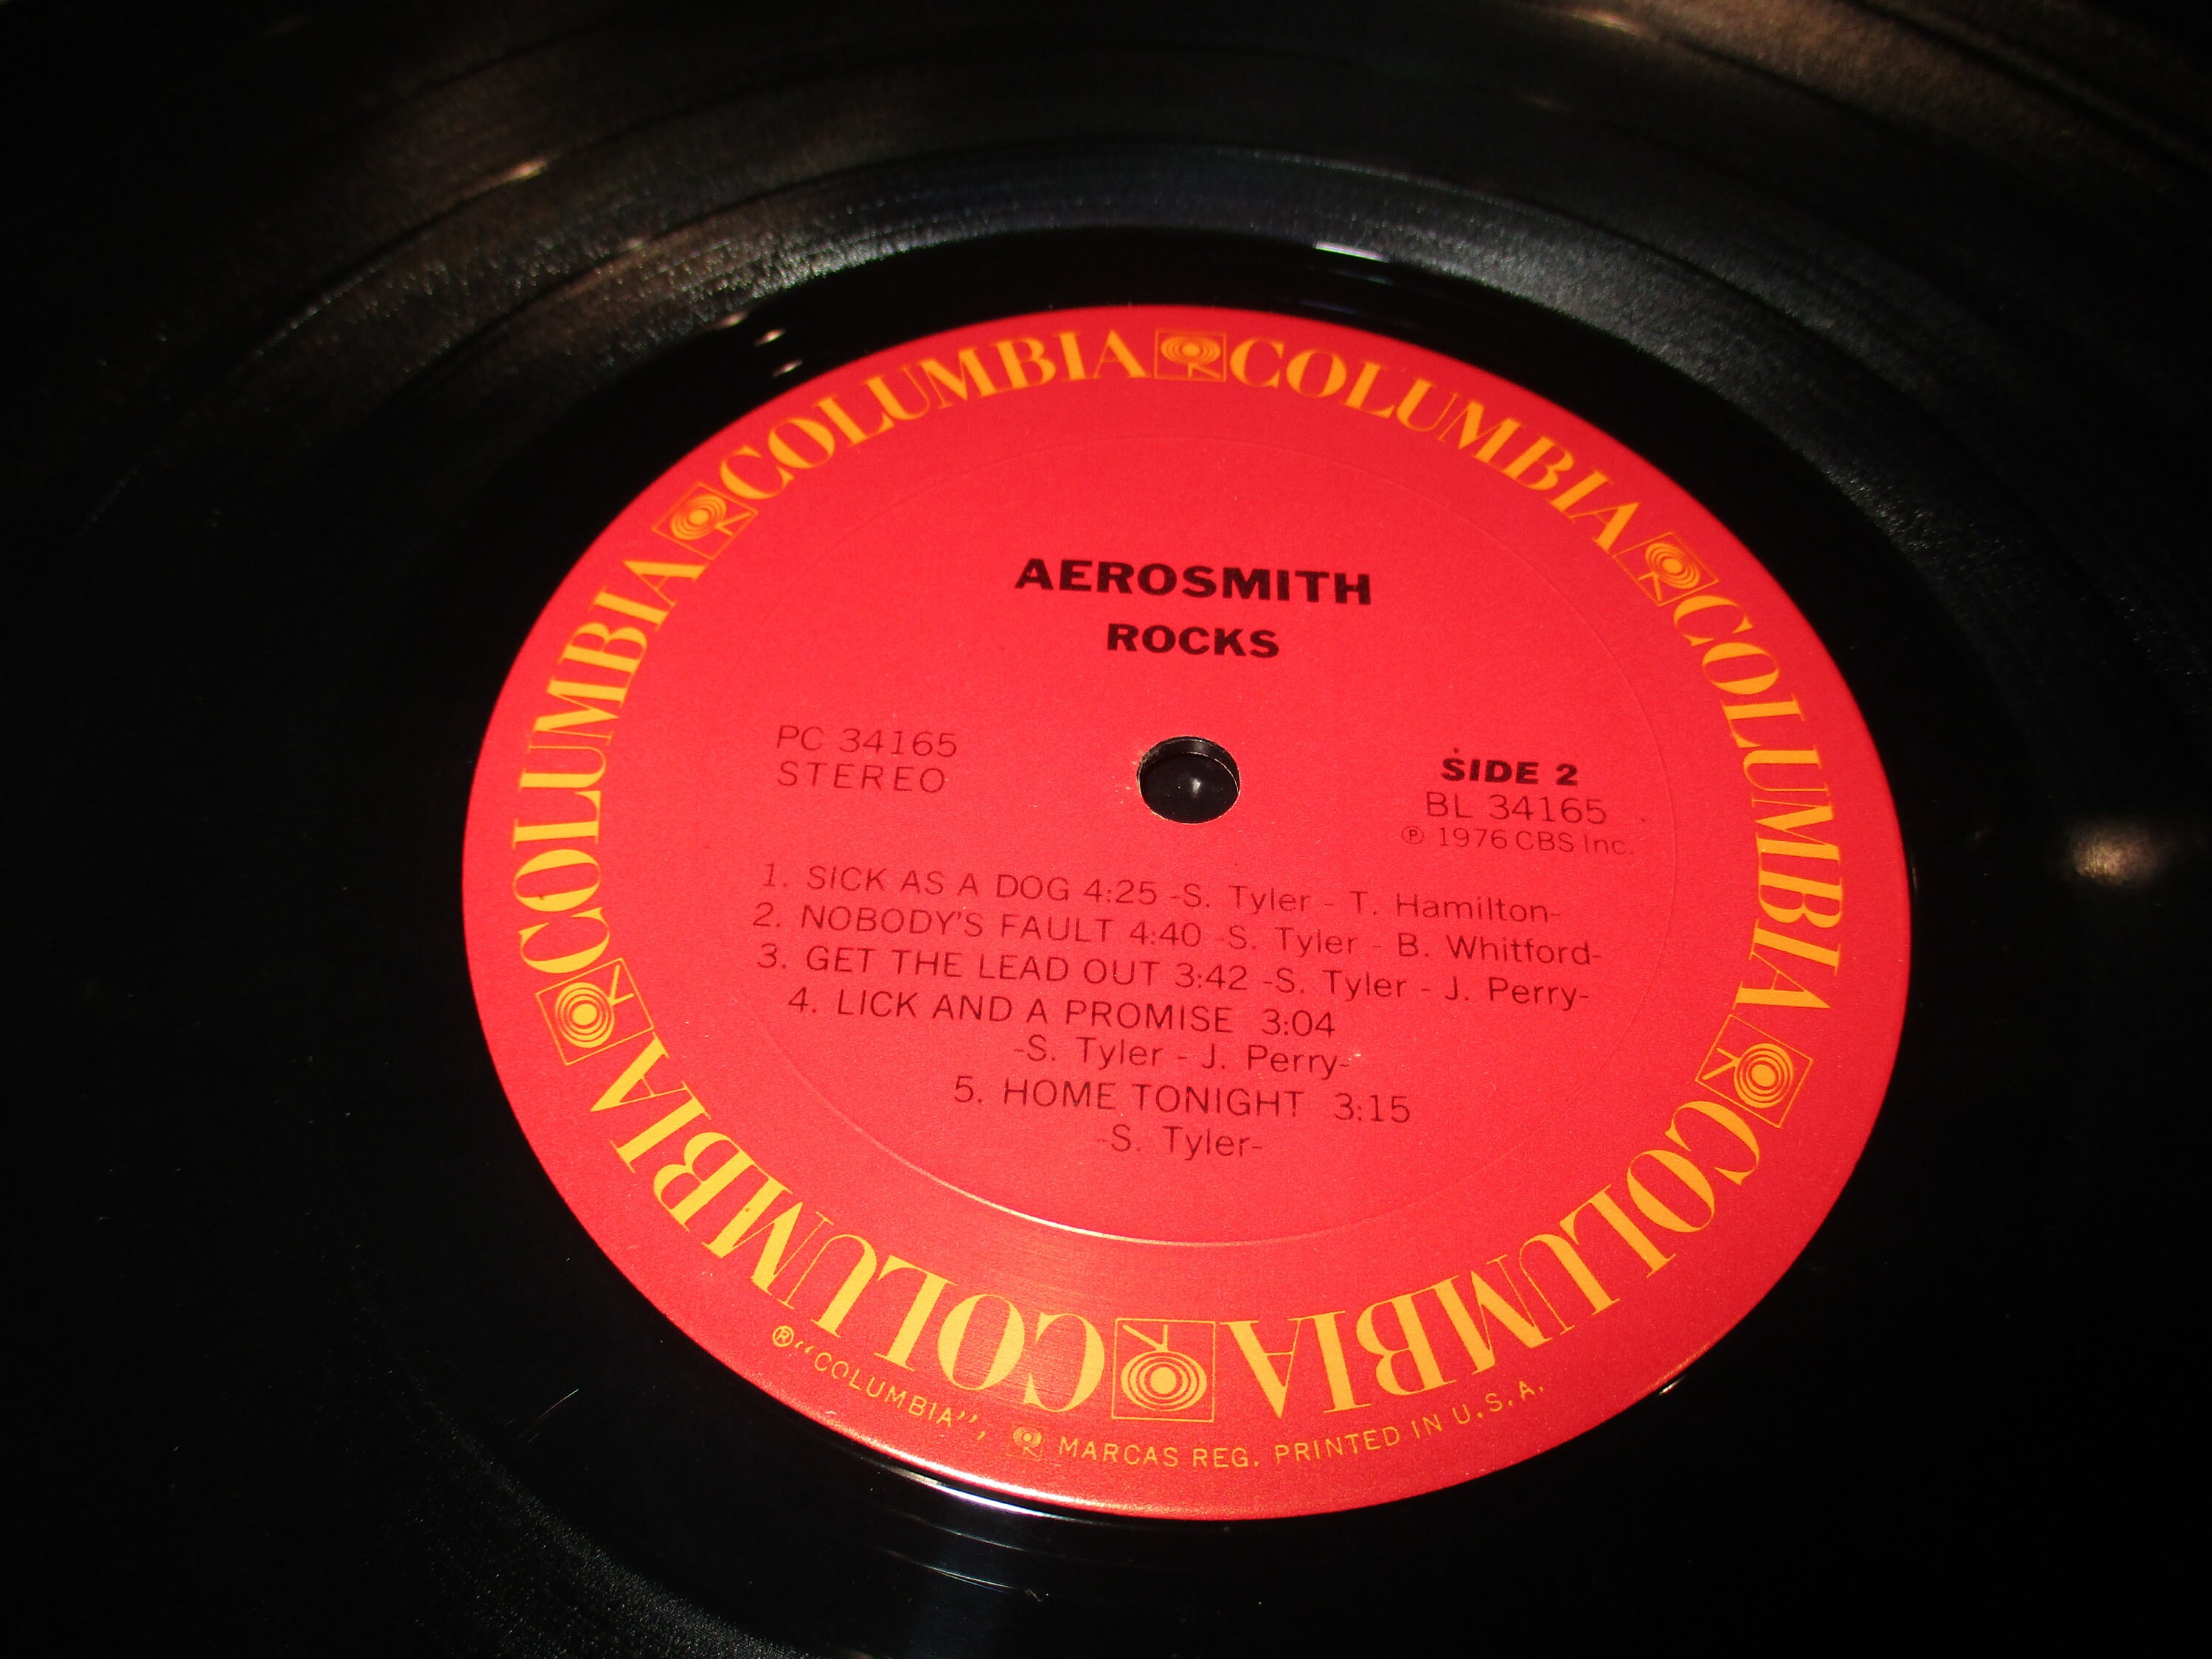 COLUMBIA COLUMBIA COLUMBIA COLUMBIA COLUMBIA COLUMBIA
AEROSMITH
ROCKS
PC 34165
STEREO
SIDE 2
BL 34165
℗ 1976 CBS Inc.
1. SICK AS A DOG 4:25 -S. Tyler - T. Hamilton-
2. NOBODY'S FAULT 4:40 -S. Tyler - B. Whitford-
3. GET THE LEAD OUT 3:42 -S. Tyler - J. Perry-
4. LICK AND A PROMISE 3:04
-S. Tyler - J. Perry-
5. HOME TONIGHT 3:15
-S. Tyler-
® "COLUMBIA", MARCAS REG. PRINTED IN U.S.A.